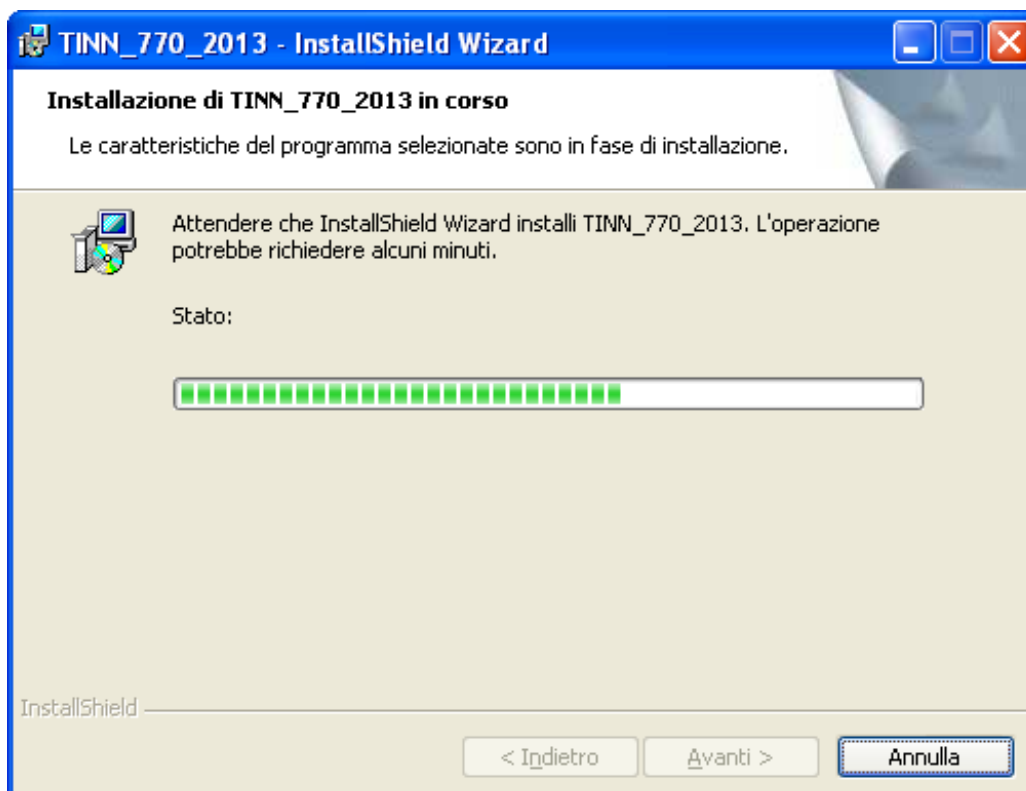 TINN_770_2013 - InstallShield Wizard
Installazione di TINN_770_2013 in corso
Le caratteristiche del programma selezionate sono in fase di installazione.
Attendere che InstallShield Wizard installi TINN_770_2013. L'operazione
potrebbe richiedere alcuni minuti.
Stato:
InstallShield
< Indietro
Avanti >
Annulla